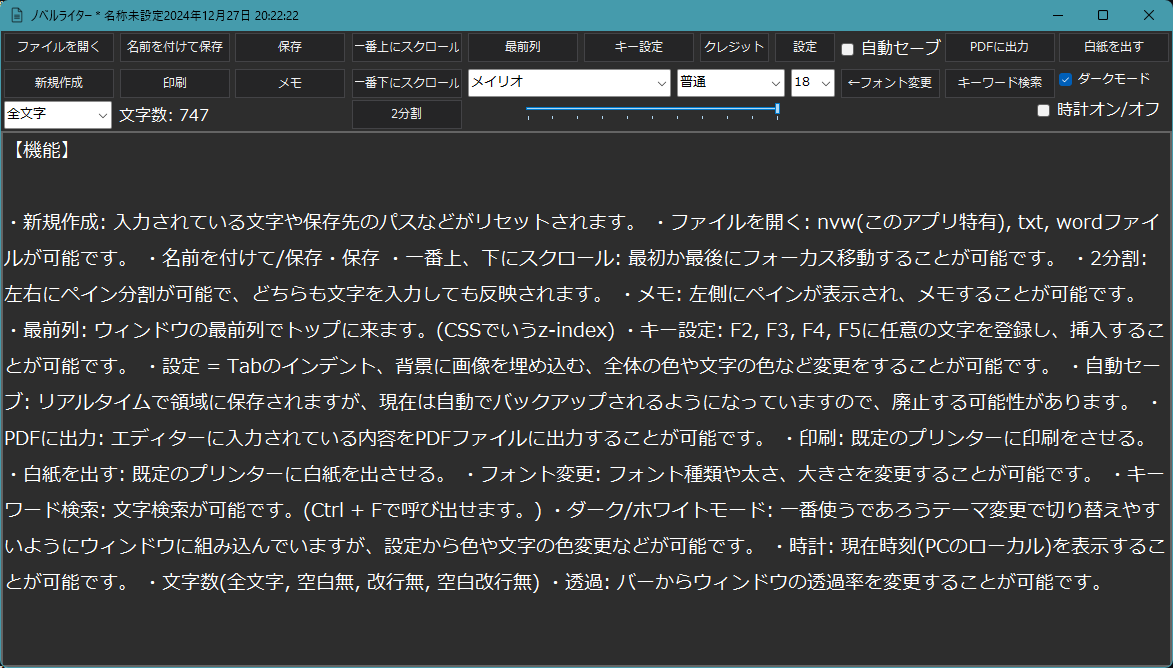 ノベルライター * 名称未設定2024年12月27日 20:22:22
ファイルを開く 名前を付けて保存 保存 一番上にスクロール 最前列 キー設定 クレジット 設定 自動セーブ PDFに出力 白紙を出す
新規作成 印刷 メモ 一番下にスクロール メイリオ 普通 18 ←フォント変更 キーワード検索 ダークモード
全文字 文字数: 747 2分割 時計オン/オフ
【機能】
・新規作成: 入力されている文字や保存先のパスなどがリセットされます。 ・ファイルを開く: nvw(このアプリ特有), txt, wordファイ
ルが可能です。 ・名前を付けて/保存・保存 ・一番上、下にスクロール: 最初か最後にフォーカス移動することが可能です。 ・2分割:
左右にペイン分割が可能で、どちらも文字を入力しても反映されます。 ・メモ: 左側にペインが表示され、メモすることが可能です。
・最前列: ウィンドウの最前列でトップに来ます。(CSSでいうz-index) ・キー設定: F2, F3, F4, F5に任意の文字を登録し、挿入するこ
とが可能です。 ・設定 = Tabのインデント、背景に画像を埋め込む、全体の色や文字の色など変更をすることが可能です。 ・自動セー
ブ: リアルタイムで領域に保存されますが、現在は自動でバックアップされるようになっていますので、廃止する可能性があります。 ・
PDFに出力: エディターに入力されている内容をPDFファイルに出力することが可能です。 ・印刷: 既定のプリンターに印刷をさせる。
・白紙を出す: 既定のプリンターに白紙を出させる。 ・フォント変更: フォント種類や太さ、大きさを変更することが可能です。 ・キー
ワード検索: 文字検索が可能です。(Ctrl + Fで呼び出せます。) ・ダーク/ホワイトモード: 一番使うであろうテーマ変更で切り替えやす
いようにウィンドウに組み込んでいますが、設定から色や文字の色変更などが可能です。 ・時計: 現在時刻(PCのローカル)を表示するこ
とが可能です。 ・文字数(全文字, 空白無, 改行無, 空白改行無) ・透過: バーからウィンドウの透過率を変更することが可能です。